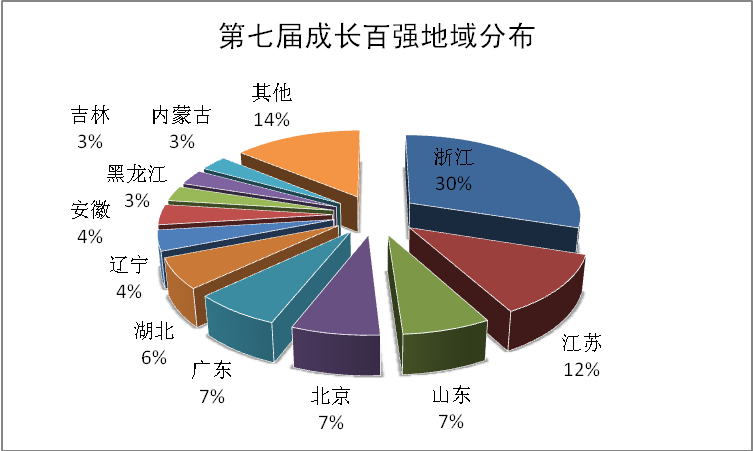 第七届成长百强地域分布
浙江
30%
江苏
12%
山东
7%
北京
7%
广东
7%
湖北
6%
辽宁
4%
安徽
4%
黑龙江
3%
吉林
3%
内蒙古
3%
其他
14%